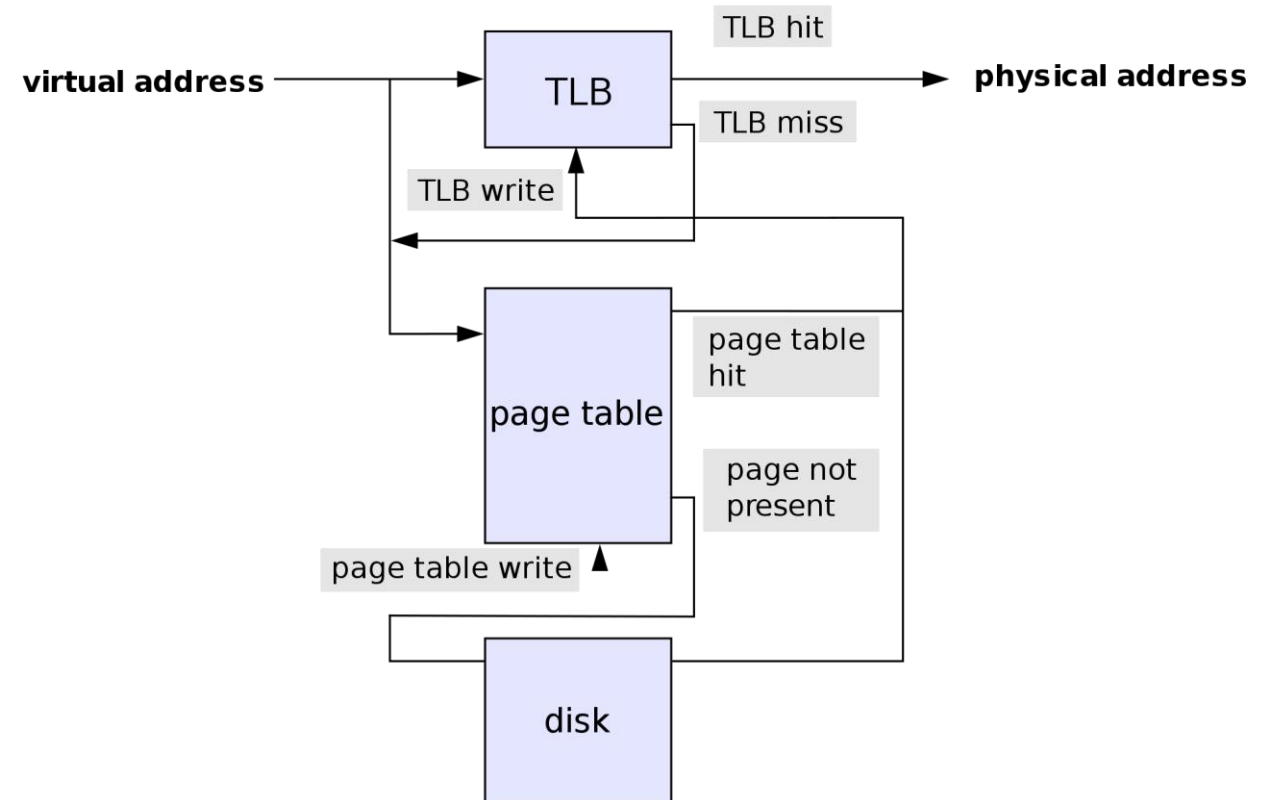 TLB hit
virtual address
TLB
physical address
TLB miss
TLB write
page table
hit
page table
page not
present
page table write
disk